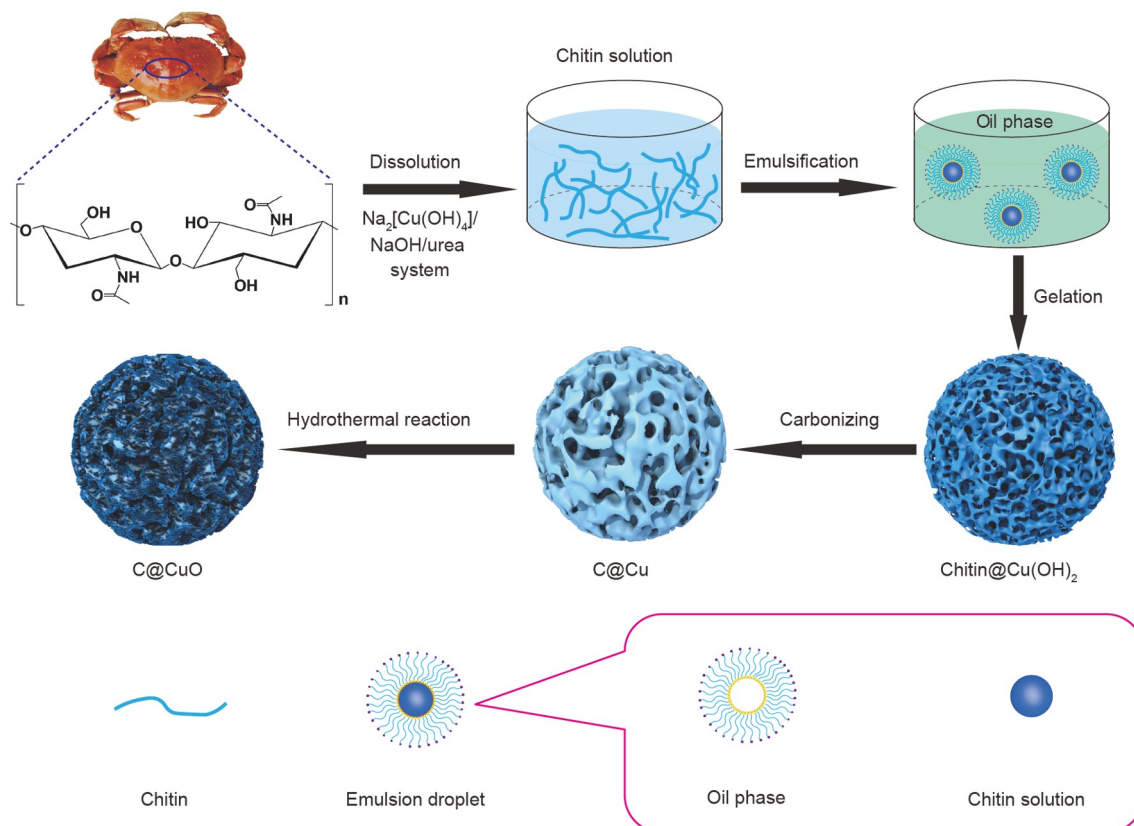 Chitin solution
Oil phase
Dissolution
Emulsification
Na₂[Cu(OH)₄]/
NaOH/urea
system
OH
O
O
HO
NH
O
O
NH
O
OH
O
n
Gelation
Hydrothermal reaction
Carbonizing
C@CuO
C@Cu
Chitin@Cu(OH)₂
Chitin
Emulsion droplet
Oil phase
Chitin solution